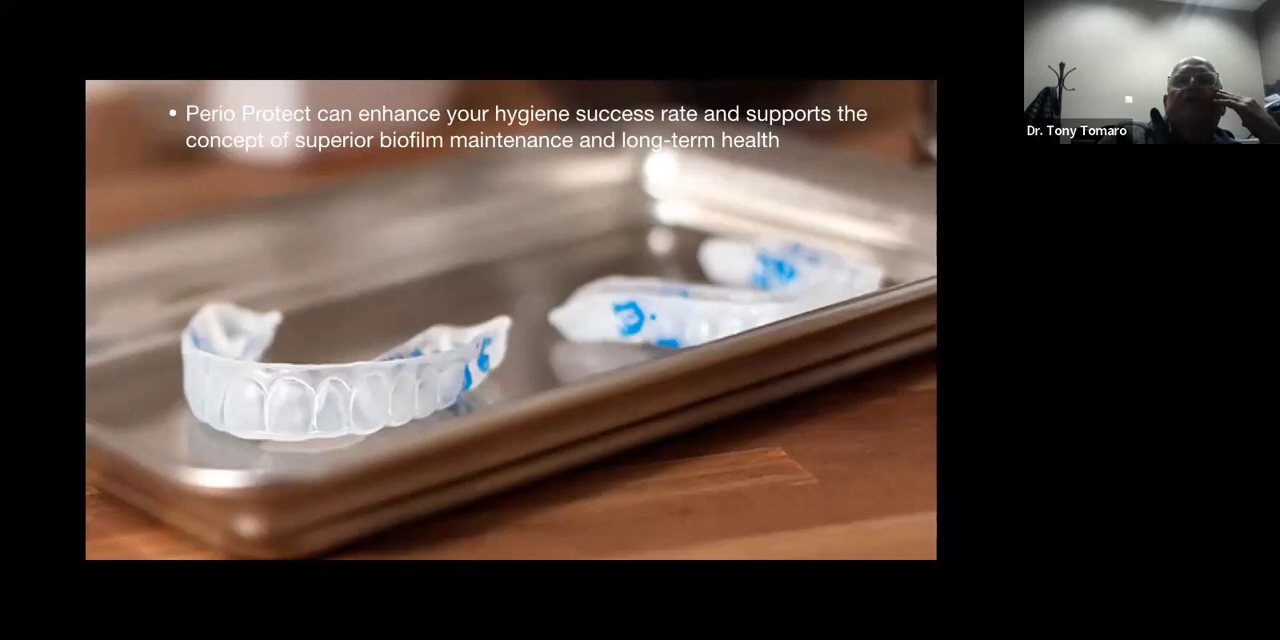 • Perio Protect can enhance your hygiene success rate and supports the
concept of superior biofilm maintenance and long-term health
Dr. Tony Tomaro